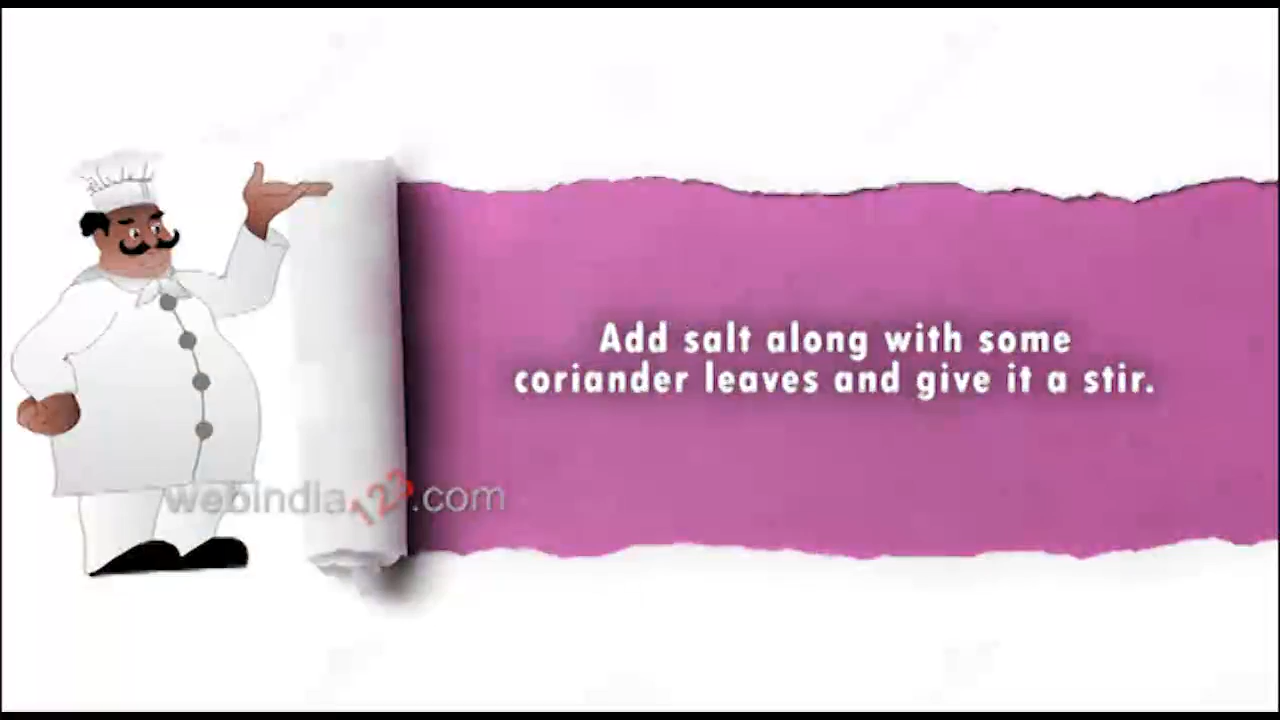 Add salt along with some
coriander leaves and give it a stir.
webindia123.com